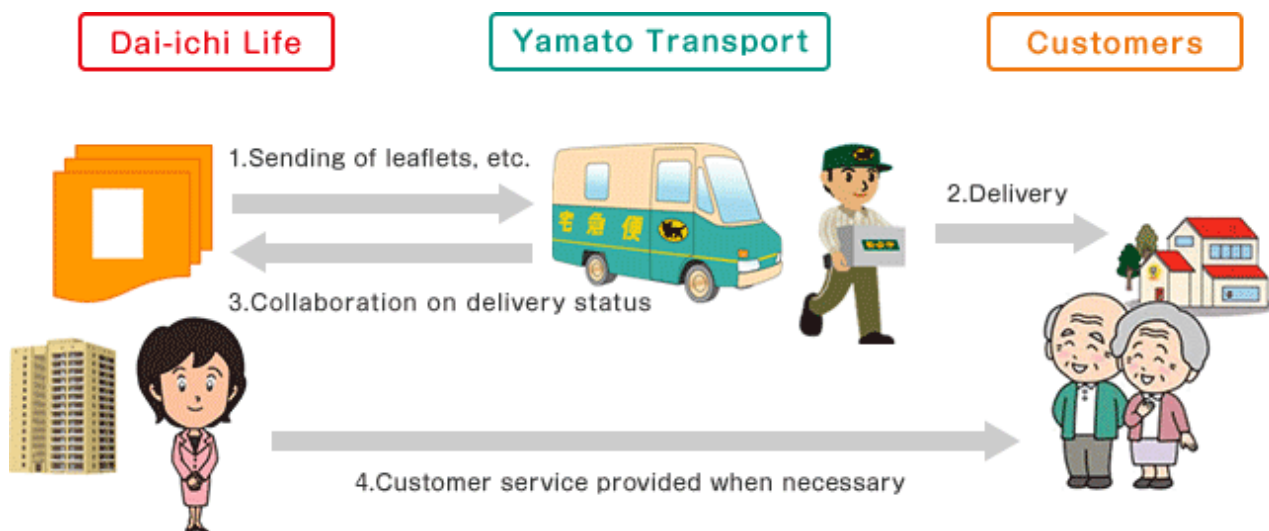 Dai-ichi Life
Yamato Transport
Customers
1.Sending of leaflets, etc.
2.Delivery
宅急便
3.Collaboration on delivery status
4.Customer service provided when necessary